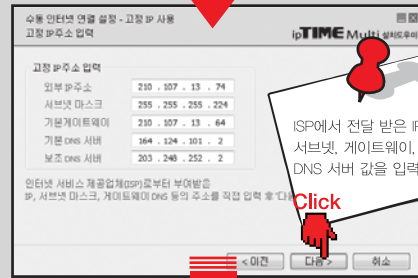 수동 인터넷 연결 설정 - 고정 IP 사용
고정 IP주소 입력
ipTIME Multi 설치도우미
고정 IP주소 입력
외부 IP주소 210 . 107 . 13 . 74
서브넷 마스크 255 . 255 . 255 . 224
기본게이트웨이 210 . 107 . 13 . 64
기본 DNS 서버 164 . 124 . 101 . 2
보조 DNS 서버 203 . 248 . 252 . 2
인터넷 서비스 제공업체(ISP)로부터 부여받은
IP, 서브넷 마스크, 게이트웨이 DNS 등의 주소를 직접 입력 후 "다음
ISP에서 전달 받은 IP
서브넷, 게이트웨이,
DNS 서버 값을 입력
Click
< 이전 다음 > 취소